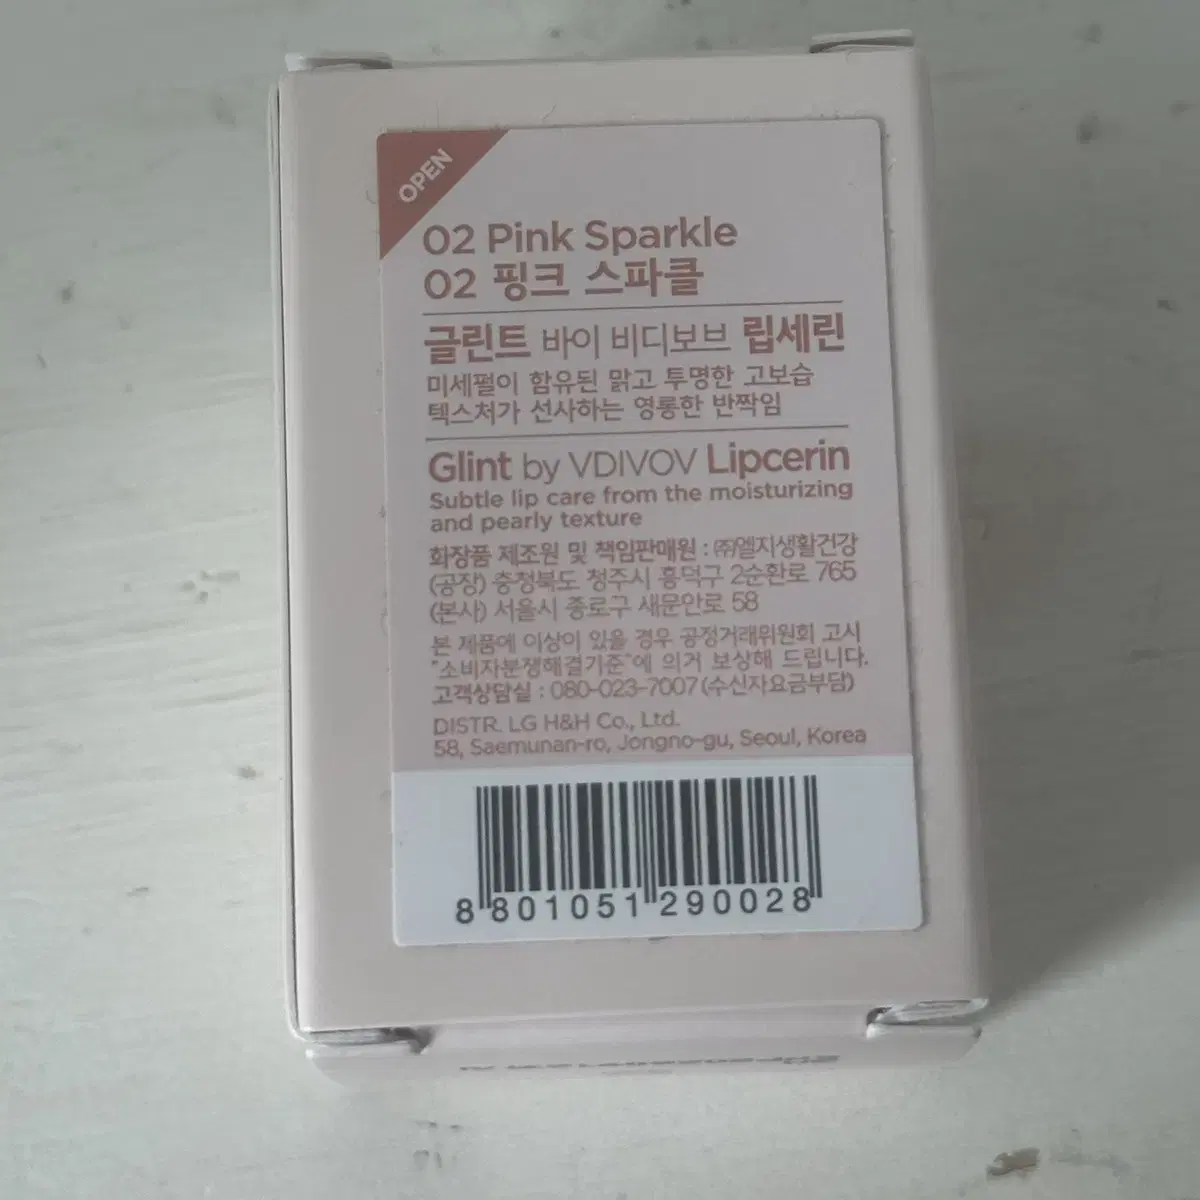 OPEN
02 Pink Sparkle
02 핑크 스파클
글린트 바이 비디보브 립세린
미세펄이 함유된 맑고 투명한 고보습
텍스처가 선사하는 영롱한 반짝임
Glint by VDIVOV Lipcerin
Subtle lip care from the moisturizing
and pearly texture
화장품 제조원 및 책임판매원 : ㈜엘지생활건강
(공장) 충청북도 청주시 흥덕구 2순환로 765
(본사) 서울시 종로구 새문안로 58
본 제품에 이상이 있을 경우 공정거래위원회 고시
"소비자분쟁해결기준"에 의거 보상해 드립니다.
고객상담실 : 080-023-7007 (수신자요금부담)
DISTR. LG H&H Co., Ltd.
58, Saemunan-ro, Jongno-gu, Seoul, Korea
8 801051 290028